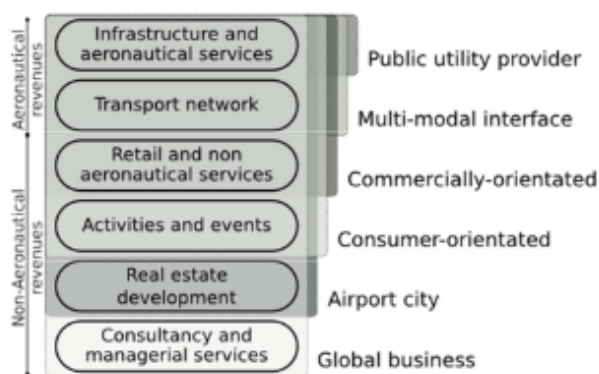 Aeronautical
revenues
Non-Aeronautical
revenues
Infrastructure and
aeronautical services
Public utility provider
Transport network
Multi-modal interface
Retail and non
aeronautical services
Commercially-orientated
Activities and events
Consumer-orientated
Real estate
development
Airport city
Consultancy and
managerial services
Global business